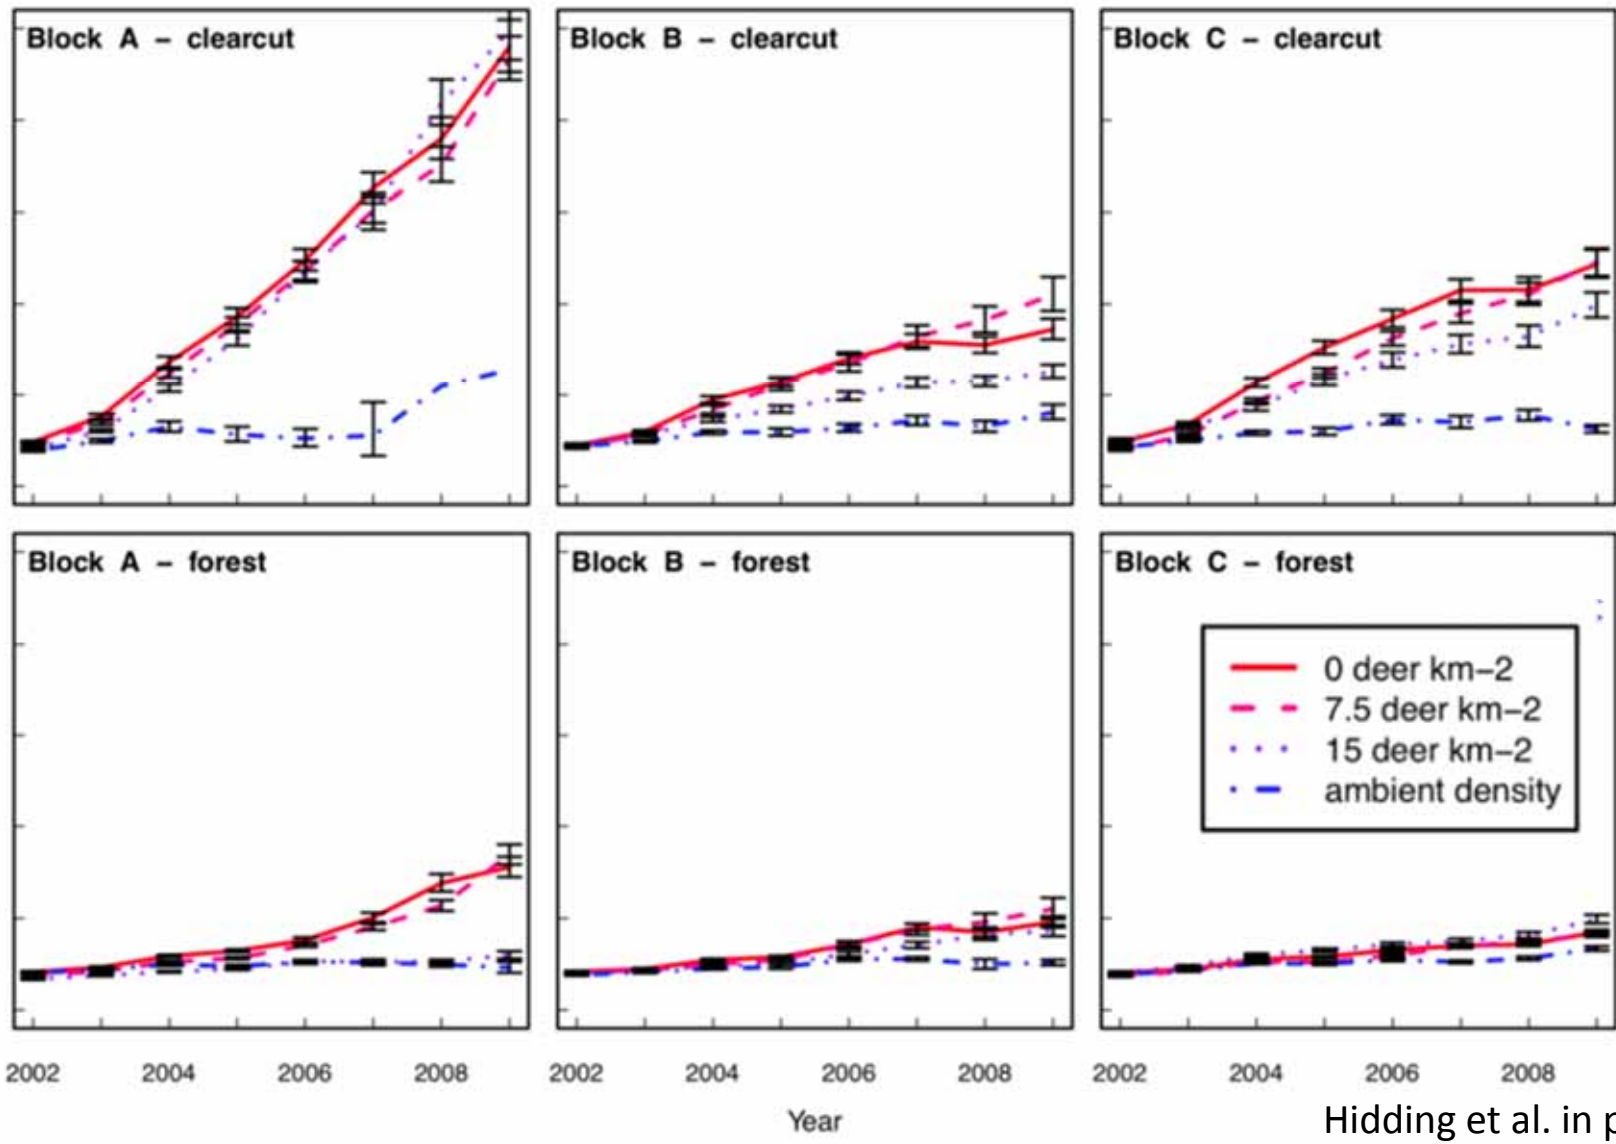 Block A – clearcut
Block B – clearcut
Block C – clearcut
Block A – forest
Block B – forest
Block C – forest
0 deer km–2
7.5 deer km–2
15 deer km–2
ambient density
2002 2004 2006 2008
2002 2004 2006 2008
2002 2004 2006 2008
Year
Hidding et al. in